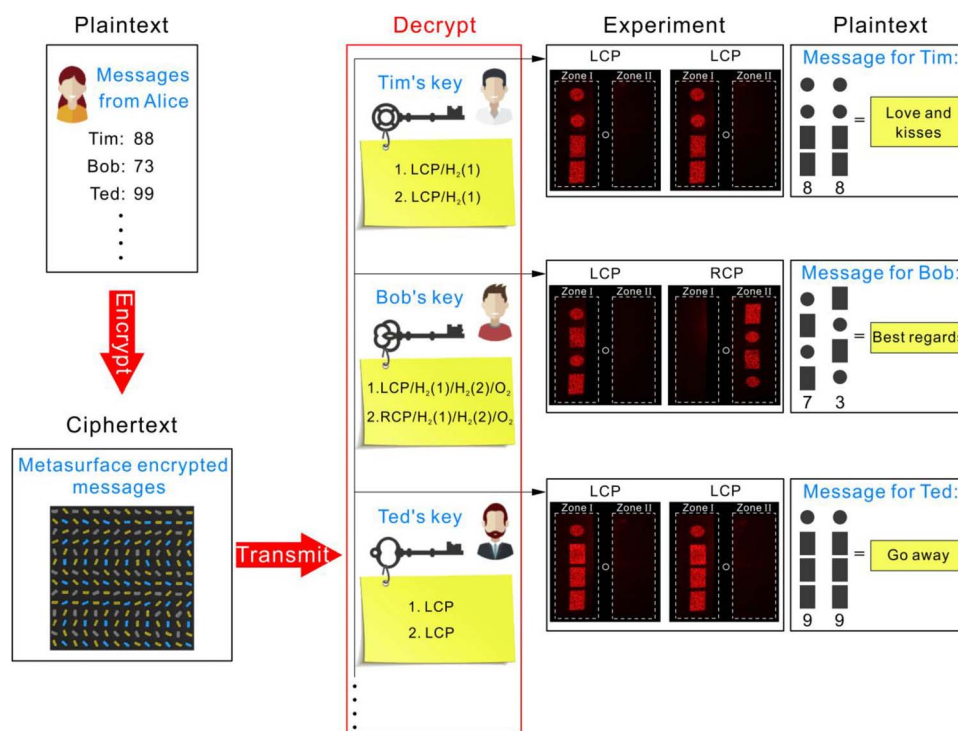 Plaintext
Messages
from Alice
Tim: 88
Bob: 73
Ted: 99
Encrypt
Ciphertext
Metasurface encrypted
messages
Transmit
Decrypt
Tim's key
1. LCP/H₂(1)
2. LCP/H₂(1)
Bob's key
1.LCP/H₂(1)/H₂(2)/O₂
2.RCP/H₂(1)/H₂(2)/O₂
Ted's key
1. LCP
2. LCP
Experiment
LCP LCP
Zone I Zone II Zone I Zone II
LCP RCP
Zone I Zone II Zone I Zone II
LCP LCP
Zone I Zone II Zone I Zone II
Plaintext
Message for Tim:
= Love and
kisses
8 8
Message for Bob:
= Best regards
7 3
Message for Ted:
= Go away
9 9